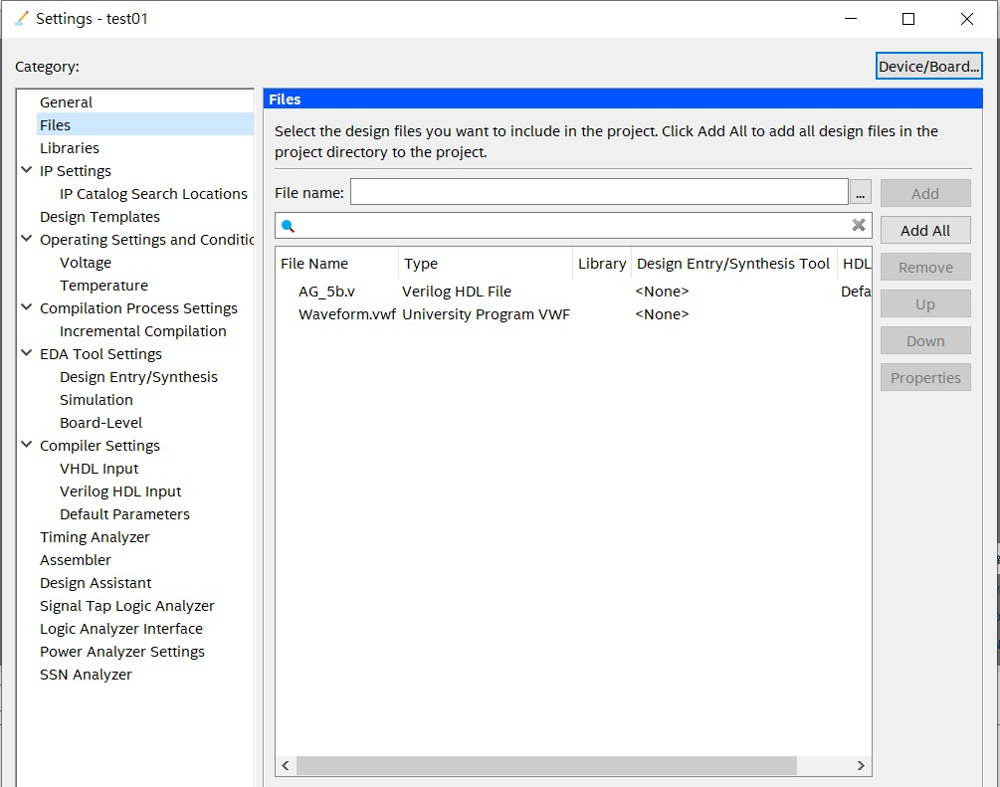 Settings - test01
Category:
Device/Board...
General
Files
Libraries
IP Settings
IP Catalog Search Locations
Design Templates
Operating Settings and Conditic
Voltage
Temperature
Compilation Process Settings
Incremental Compilation
EDA Tool Settings
Design Entry/Synthesis
Simulation
Board-Level
Compiler Settings
VHDL Input
Verilog HDL Input
Default Parameters
Timing Analyzer
Assembler
Design Assistant
Signal Tap Logic Analyzer
Logic Analyzer Interface
Power Analyzer Settings
SSN Analyzer
Files
Select the design files you want to include in the project. Click Add All to add all design files in the
project directory to the project.
File name:
...
Add
Add All
Remove
Up
Down
Properties
File Name Type Library Design Entry/Synthesis Tool HDL
AG_5b.v Verilog HDL File <None> Defa
Waveform.vwf University Program VWF <None>